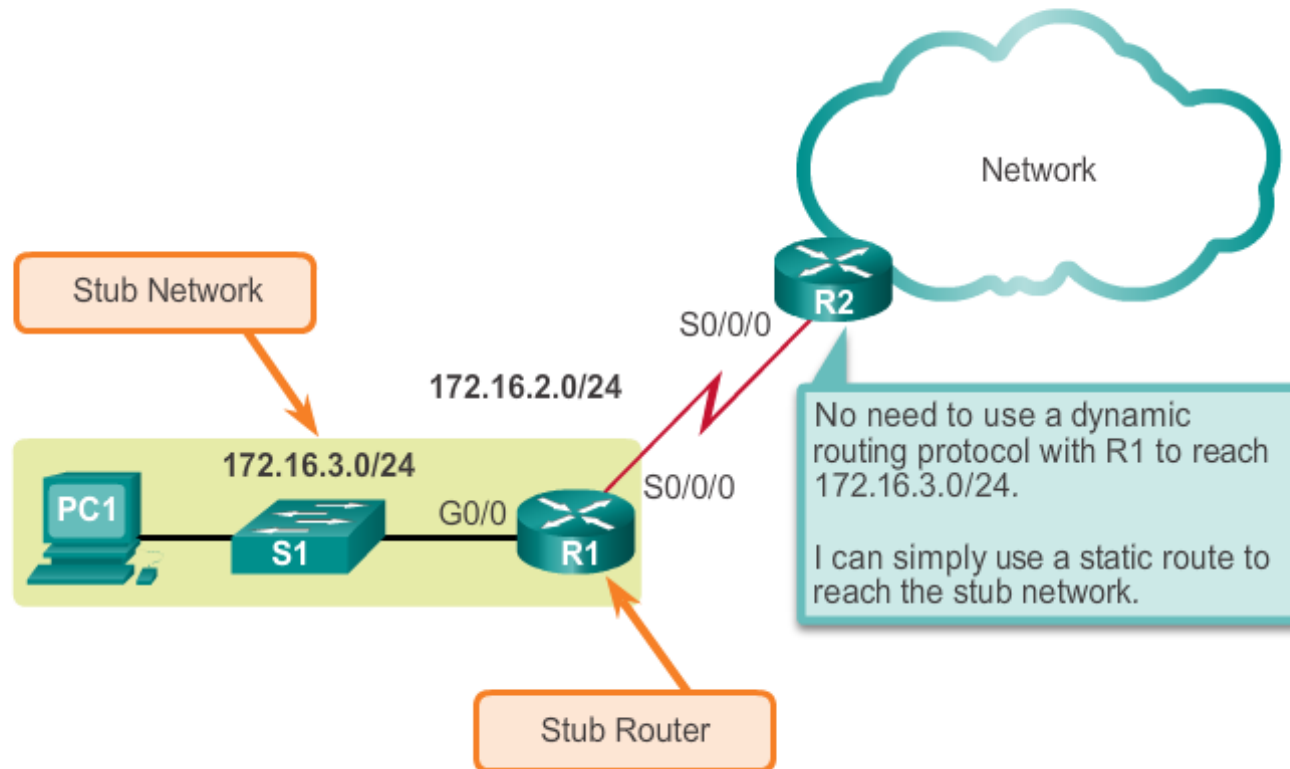 Network
Stub Network
R2
S0/0/0
172.16.2.0/24
No need to use a dynamic
routing protocol with R1 to reach
172.16.3.0/24.
I can simply use a static route to
reach the stub network.
172.16.3.0/24
S0/0/0
PC1
G0/0
S1
R1
Stub Router